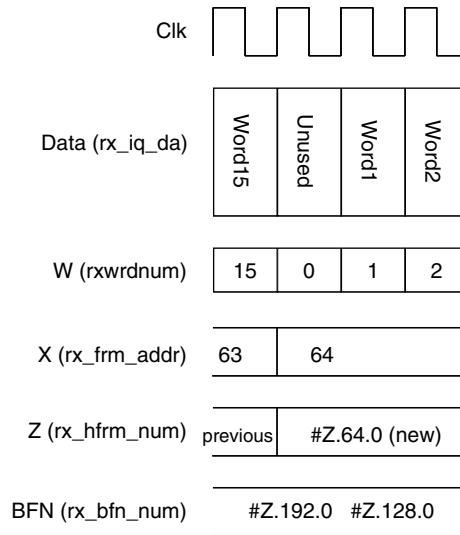 Clk
Data (rx_iq_da)
Word15
Unused
Word1
Word2
W (rxwrdnum)
15
0
1
2
X (rx_frm_addr)
63
64
Z (rx_hfrm_num)
previous
#Z.64.0 (new)
BFN (rx_bfn_num)
#Z.192.0 #Z.128.0